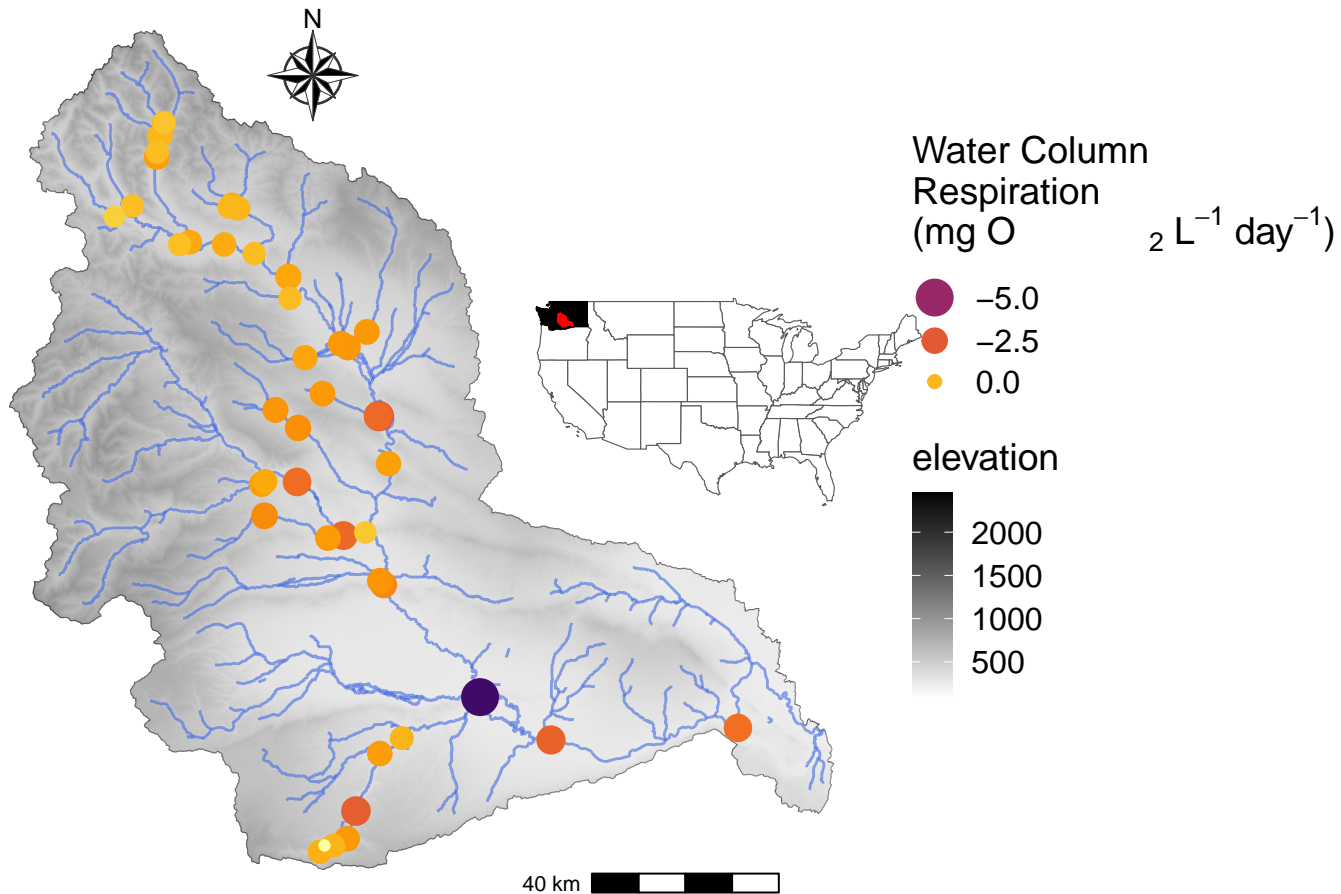 N
Water Column
Respiration
(mg O 2 L−1 day−1)
−5.0
−2.5
0.0
elevation
2000
1500
1000
500
40 km